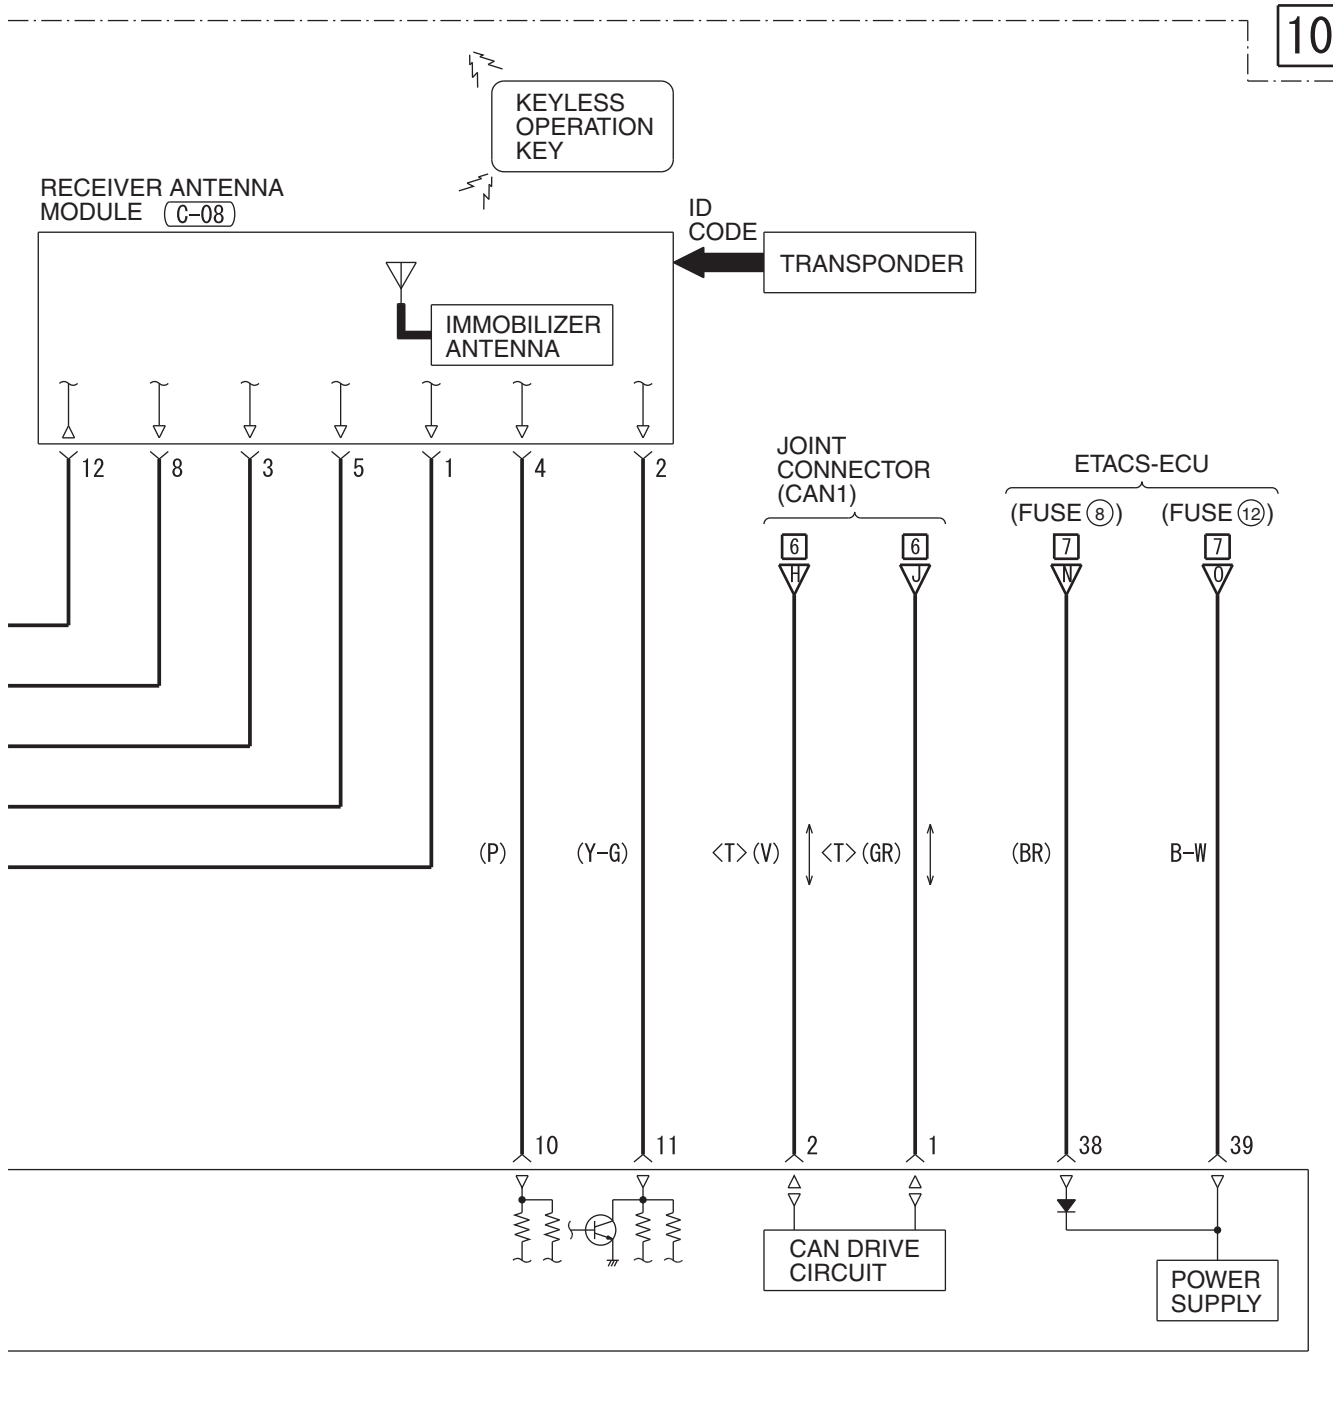 10
KEYLESS
OPERATION
KEY
RECEIVER ANTENNA
MODULE C-08
ID
CODE
TRANSPONDER
IMMOBILIZER
ANTENNA
12 8 3 5 1 4 2
JOINT
CONNECTOR
(CAN1)
ETACS-ECU
(FUSE 8) (FUSE 12)
6 6 7 7
H J N O
(P) (Y-G) <T>(V) <T>(GR) (BR) B-W
10 11 2 1 38 39
CAN DRIVE
CIRCUIT
POWER
SUPPLY